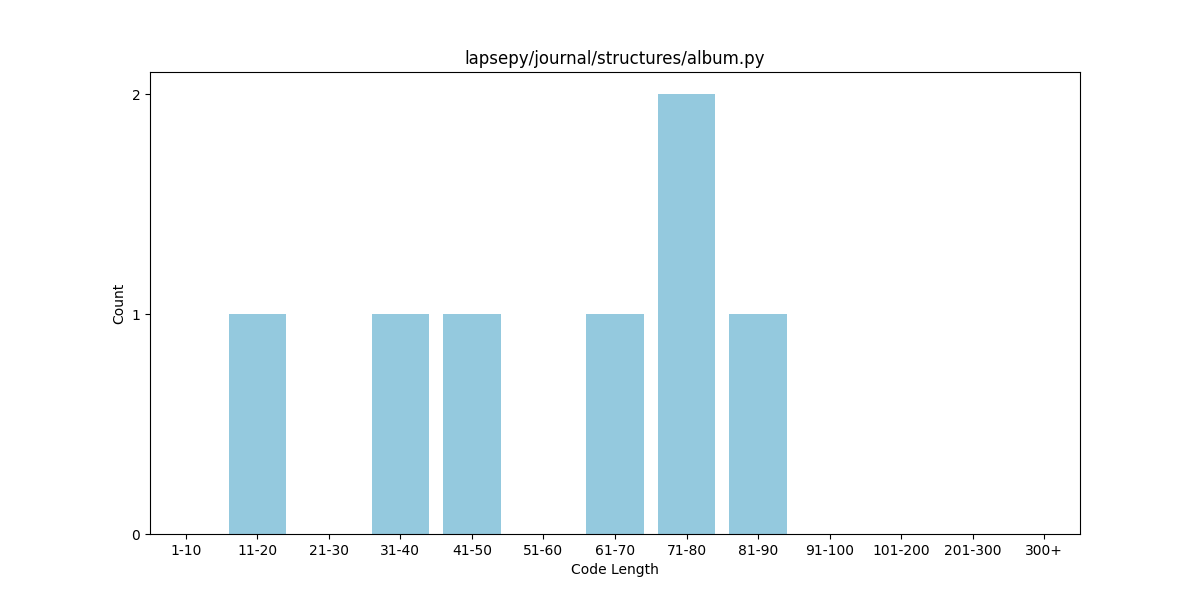 lapsepy/journal/structures/album.py
2
1
0
Count
1-10 11-20 21-30 31-40 41-50 51-60 61-70 71-80 81-90 91-100 101-200 201-300 300+
Code Length